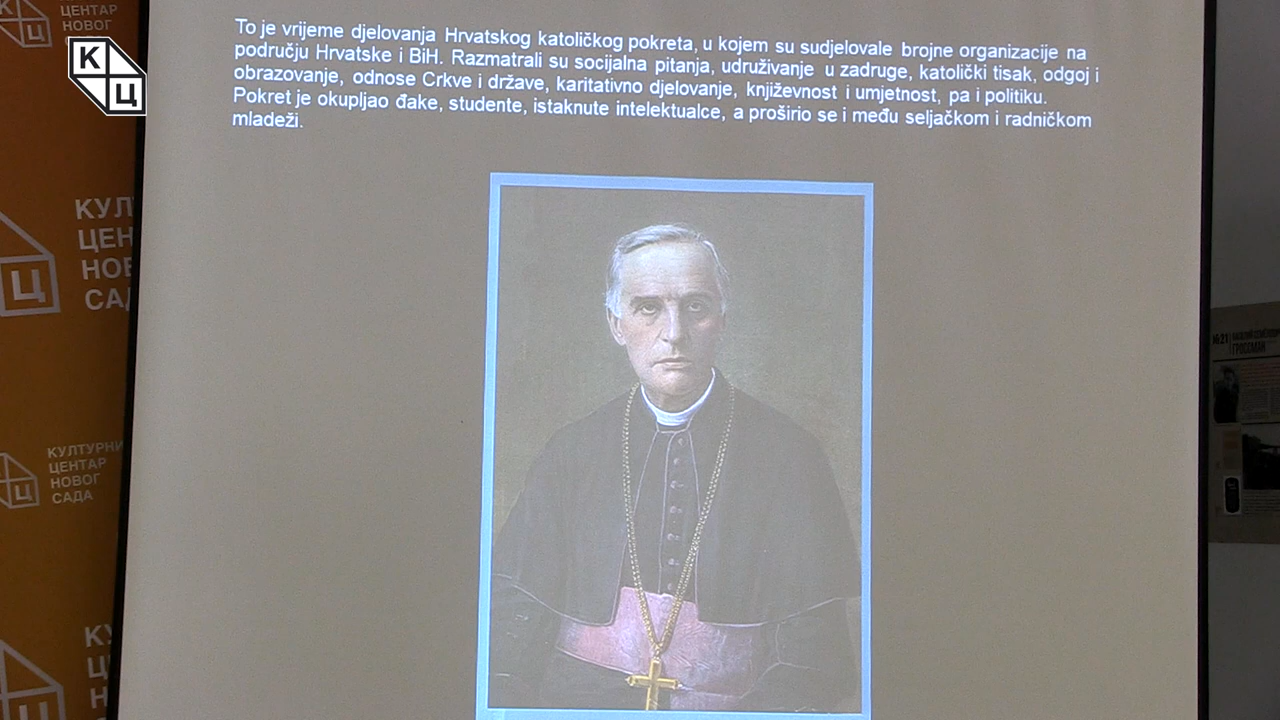 ЦЕНТАР
НОВОГ
К
Ц
To je vrijeme djelovanja Hrvatskog katoličkog pokreta, u kojem su sudjelovale brojne organizacije na
području Hrvatske i BiH. Razmatrali su socijalna pitanja, udruživanje u zadruge, katolički tisak, odgoj i
obrazovanje, odnose Crkve i države, karitativno djelovanje, književnost i umjetnost, pa i politiku.
Pokret je okupljao đake, studente, istaknute intelektualce, a proširio se i među seljačkom i radničkom
mladeži.
КУЛ
ЦЕН
НОВ
САД
Ц
КУЛТУРНИ
ЦЕНТАР
НОВОГ
САДА
Ц
КУ
Ц
Н
С
№21
ГРОССМАН